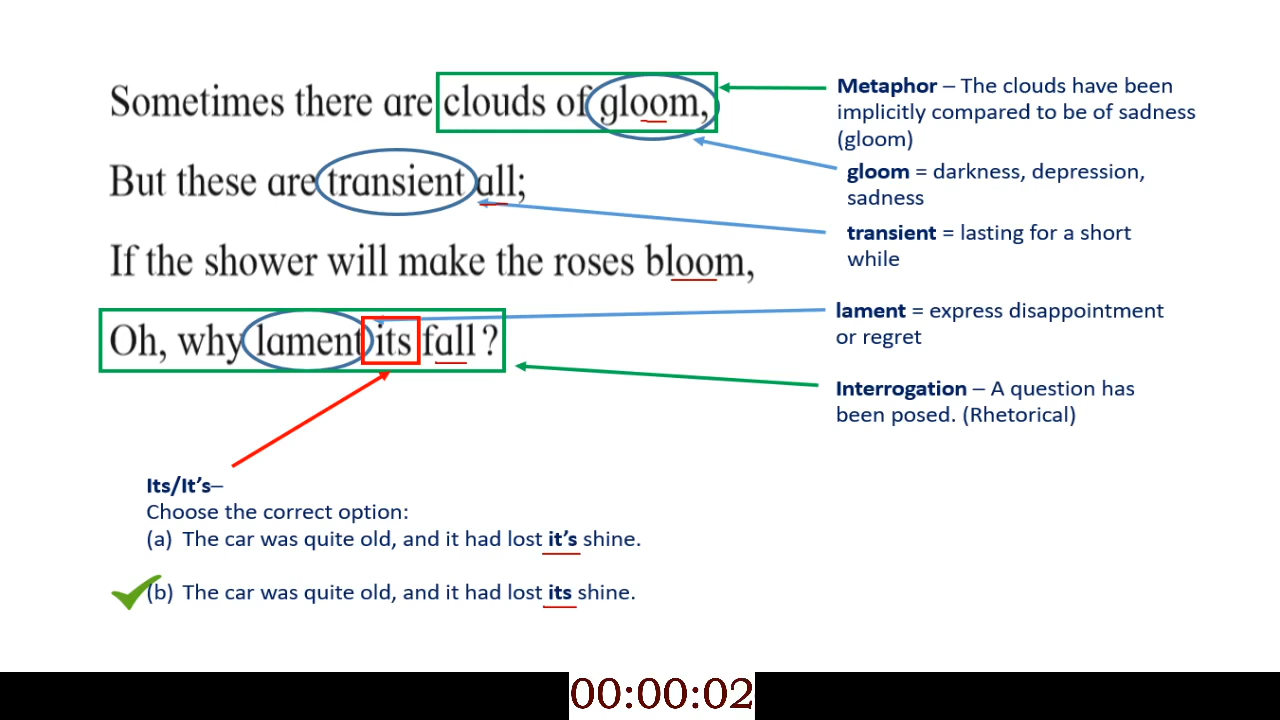 Sometimes there are clouds of gloom,
But these are transient all;
If the shower will make the roses bloom,
Oh, why lament its fall?
Metaphor – The clouds have been
implicitly compared to be of sadness
(gloom)
gloom = darkness, depression,
sadness
transient = lasting for a short
while
lament = express disappointment
or regret
Interrogation – A question has
been posed. (Rhetorical)
Its/It’s–
Choose the correct option:
(a) The car was quite old, and it had lost it’s shine.
(b) The car was quite old, and it had lost its shine.
00:00:02